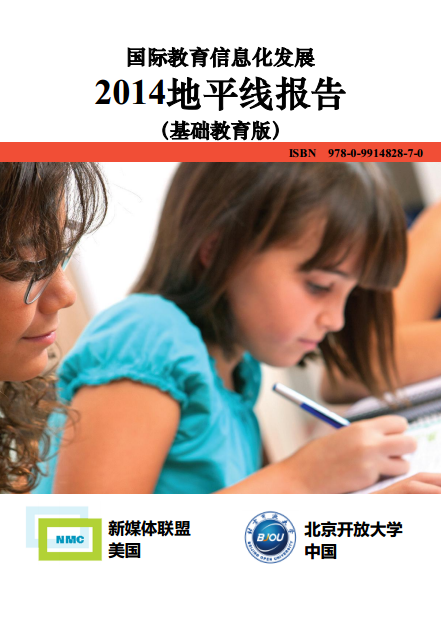 国际教育信息化发展
2014地平线报告
（基础教育版）
ISBN 978-0-9914828-7-0
NMC
新媒体联盟
美国
BJOU
北京开放大学
中国